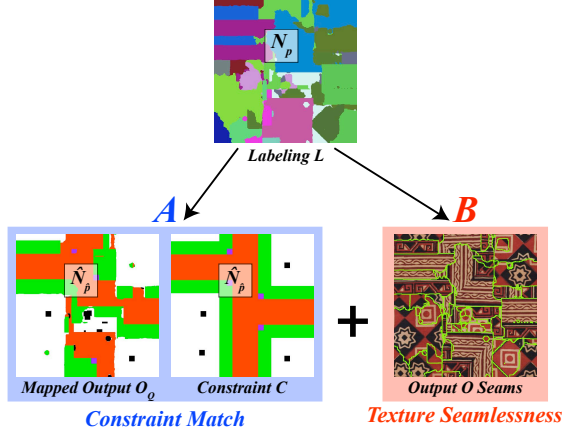 Np
Labeling L
A
B
N̂p̂
N̂p̂
+
Mapped Output OQ
Constraint C
Output O Seams
Constraint Match
Texture Seamlessness